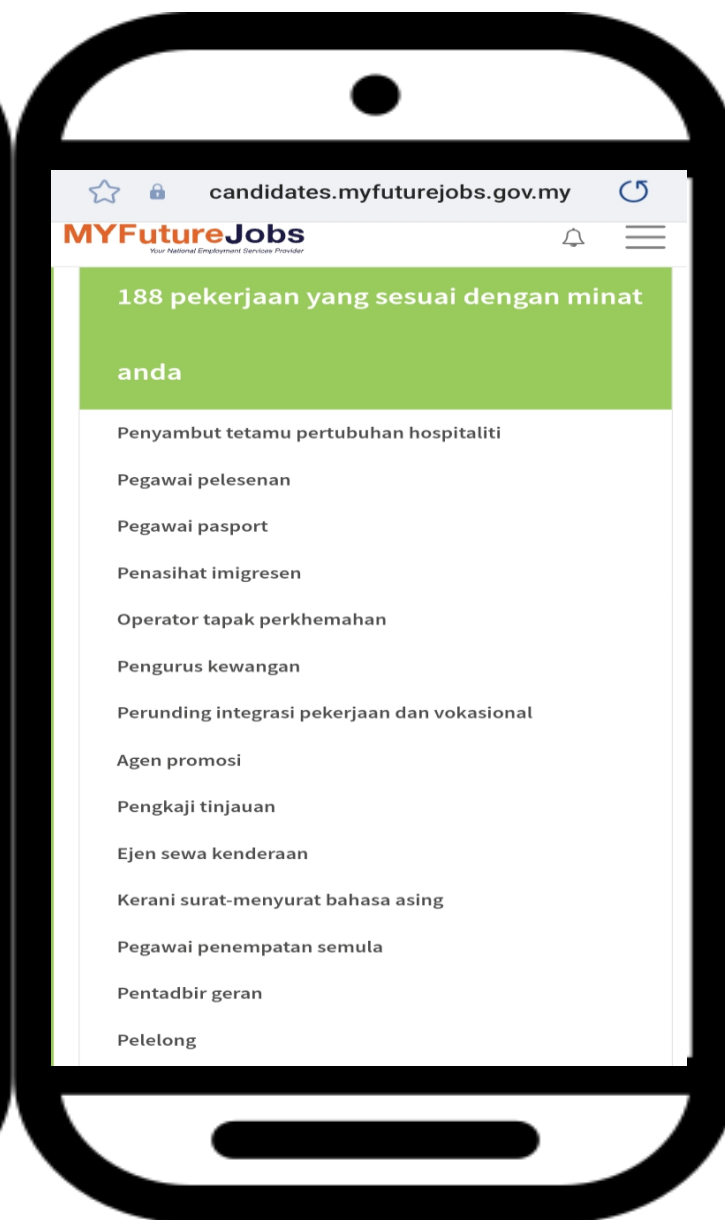 candidates.myfuturejobs.gov.my
MYFutureJobs
Your National Employment Services Provider
188 pekerjaan yang sesuai dengan minat
anda
Penyambut tetamu pertubuhan hospitaliti
Pegawai pelesenan
Pegawai pasport
Penasihat imigresen
Operator tapak perkhemahan
Pengurus kewangan
Perunding integrasi pekerjaan dan vokasional
Agen promosi
Pengkaji tinjauan
Ejen sewa kenderaan
Kerani surat-menyurat bahasa asing
Pegawai penempatan semula
Pentadbir geran
Pelelong